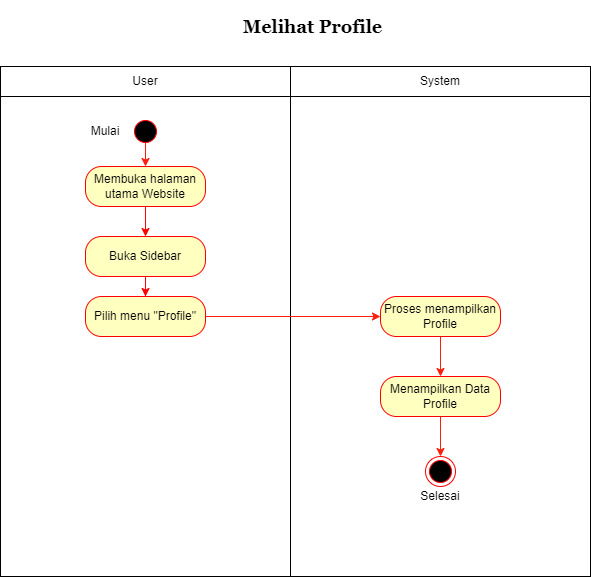 Melihat Profile
User
System
Mulai
Membuka halaman
utama Website
Buka Sidebar
Pilih menu "Profile"
Proses menampilkan
Profile
Menampilkan Data
Profile
Selesai